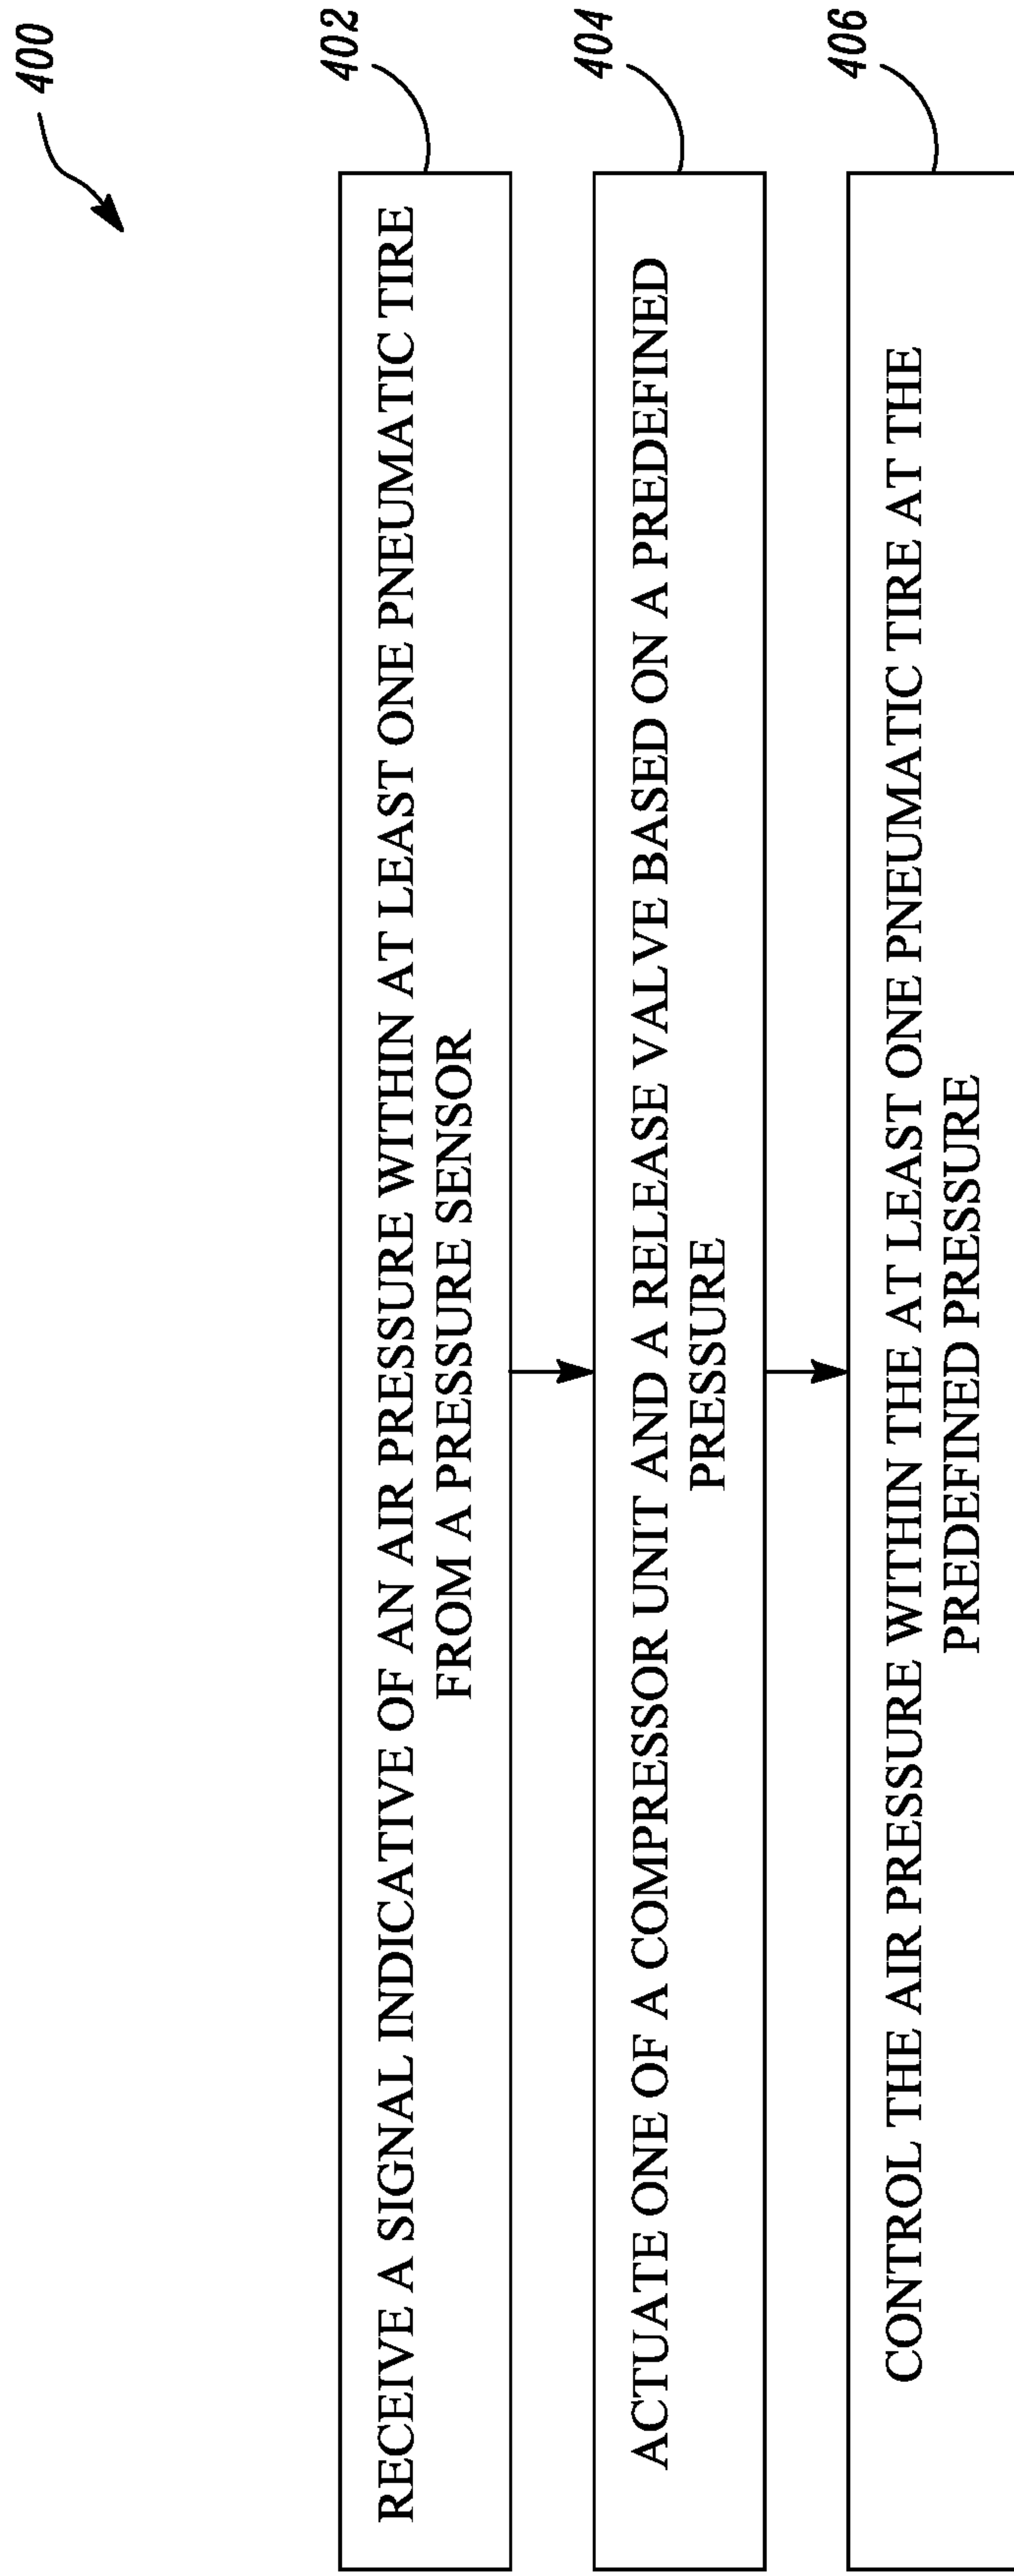 400
402
RECEIVE A SIGNAL INDICATIVE OF AN AIR PRESSURE WITHIN AT LEAST ONE PNEUMATIC TIRE
FROM A PRESSURE SENSOR
404
ACTUATE ONE OF A COMPRESSOR UNIT AND A RELEASE VALVE BASED ON A PREDEFINED
PRESSURE
406
CONTROL THE AIR PRESSURE WITHIN THE AT LEAST ONE PNEUMATIC TIRE AT THE
PREDEFINED PRESSURE